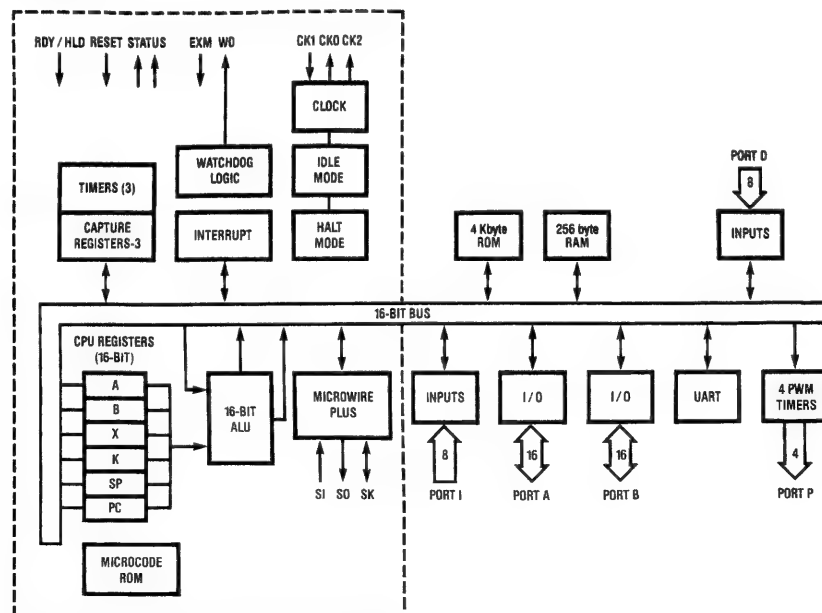 RDY / HLD RESET STATUS EXM WO CK1 CK0 CK2
CLOCK
WATCHDOG
LOGIC
IDLE
MODE
TIMERS (3)
CAPTURE
REGISTERS-3
INTERRUPT
HALT
MODE
4 Kbyte
ROM
256 byte
RAM
PORT D
8
INPUTS
16-BIT BUS
CPU REGISTERS
(16-BIT)
A
B
X
K
SP
PC
16-BIT
ALU
MICROWIRE
PLUS
SI SO SK
INPUTS
8
PORT I
I/O
16
PORT A
I/O
16
PORT B
UART
4 PWM
TIMERS
4
PORT P
MICROCODE
ROM